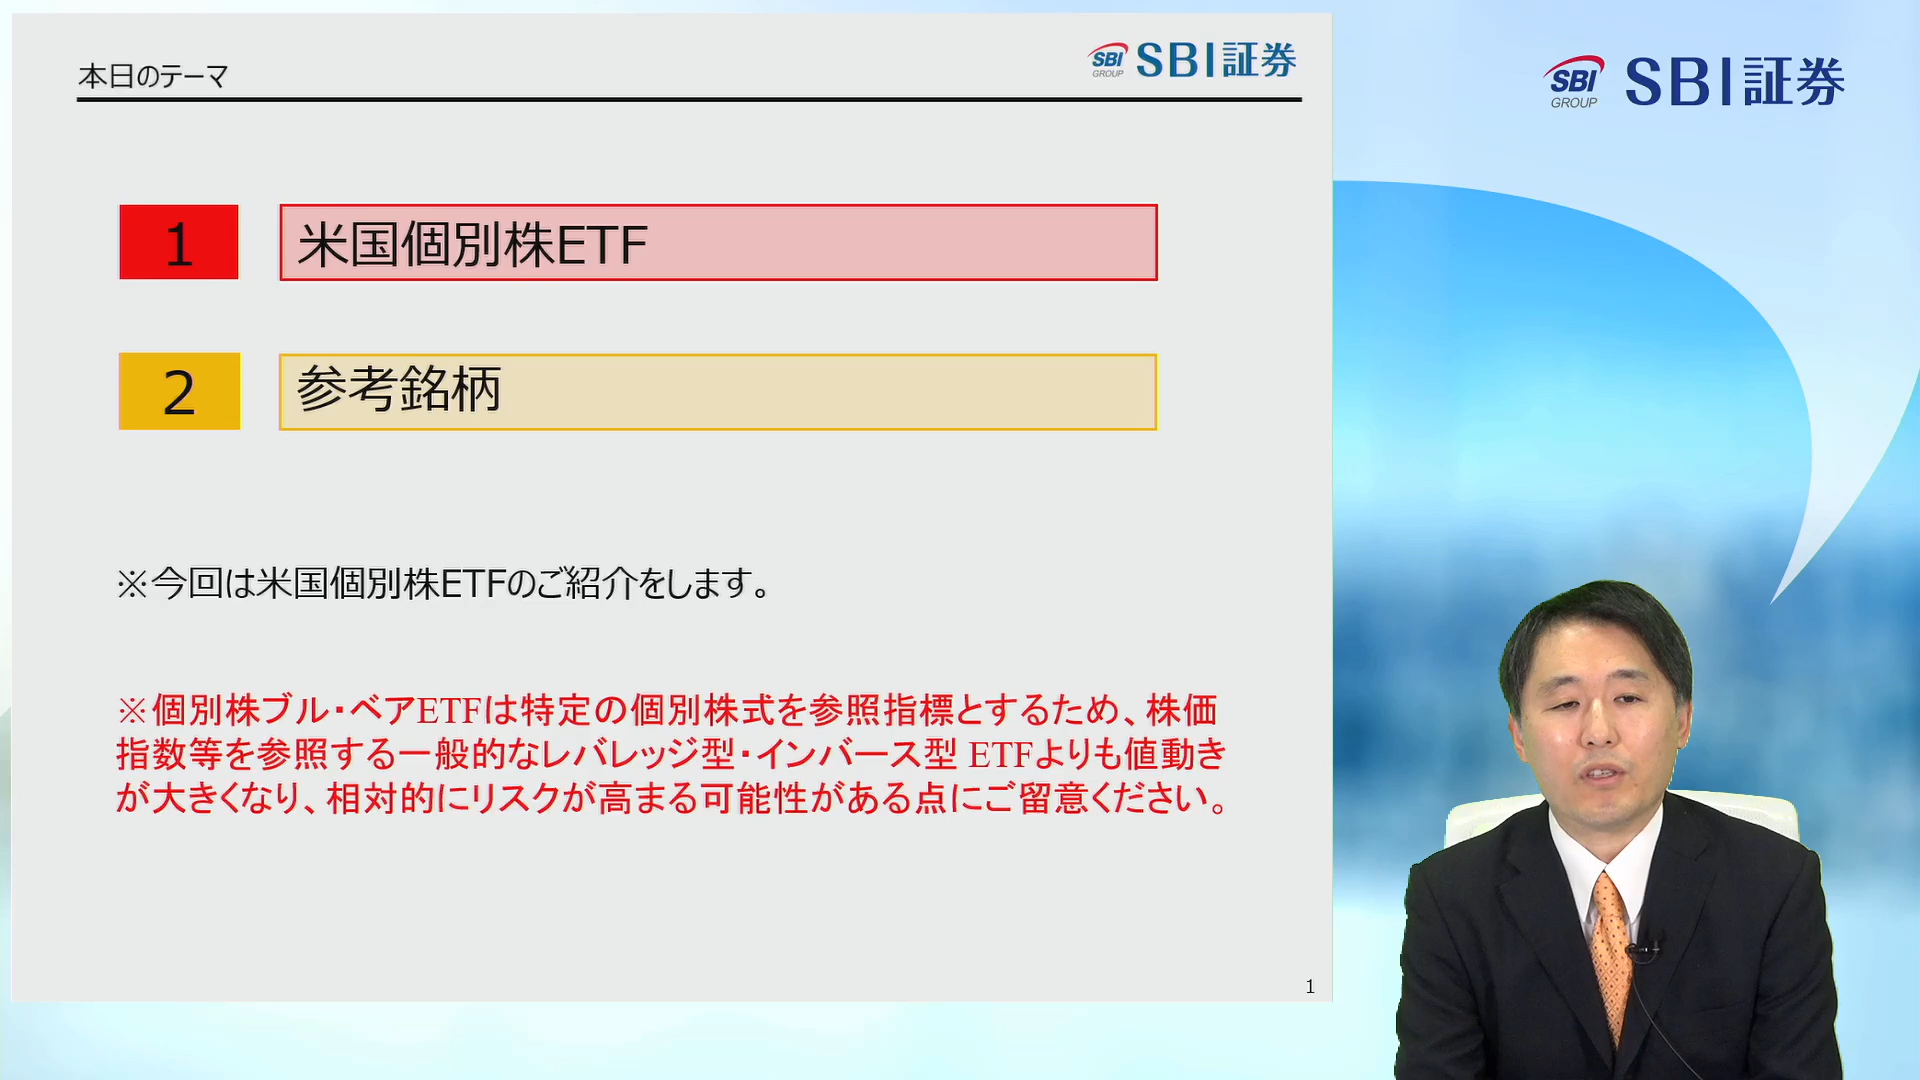 本日のテーマ
SBI GROUP SBI証券
SBI GROUP SBI証券
1 米国個別株ETF
2 参考銘柄
※今回は米国個別株ETFのご紹介をします。
※個別株ブル・ベアETFは特定の個別株式を参照指標とするため、株価
指数等を参照する一般的なレバレッジ型・インバース型 ETFよりも値動き
が大きくなり、相対的にリスクが高まる可能性がある点にご留意ください。
1